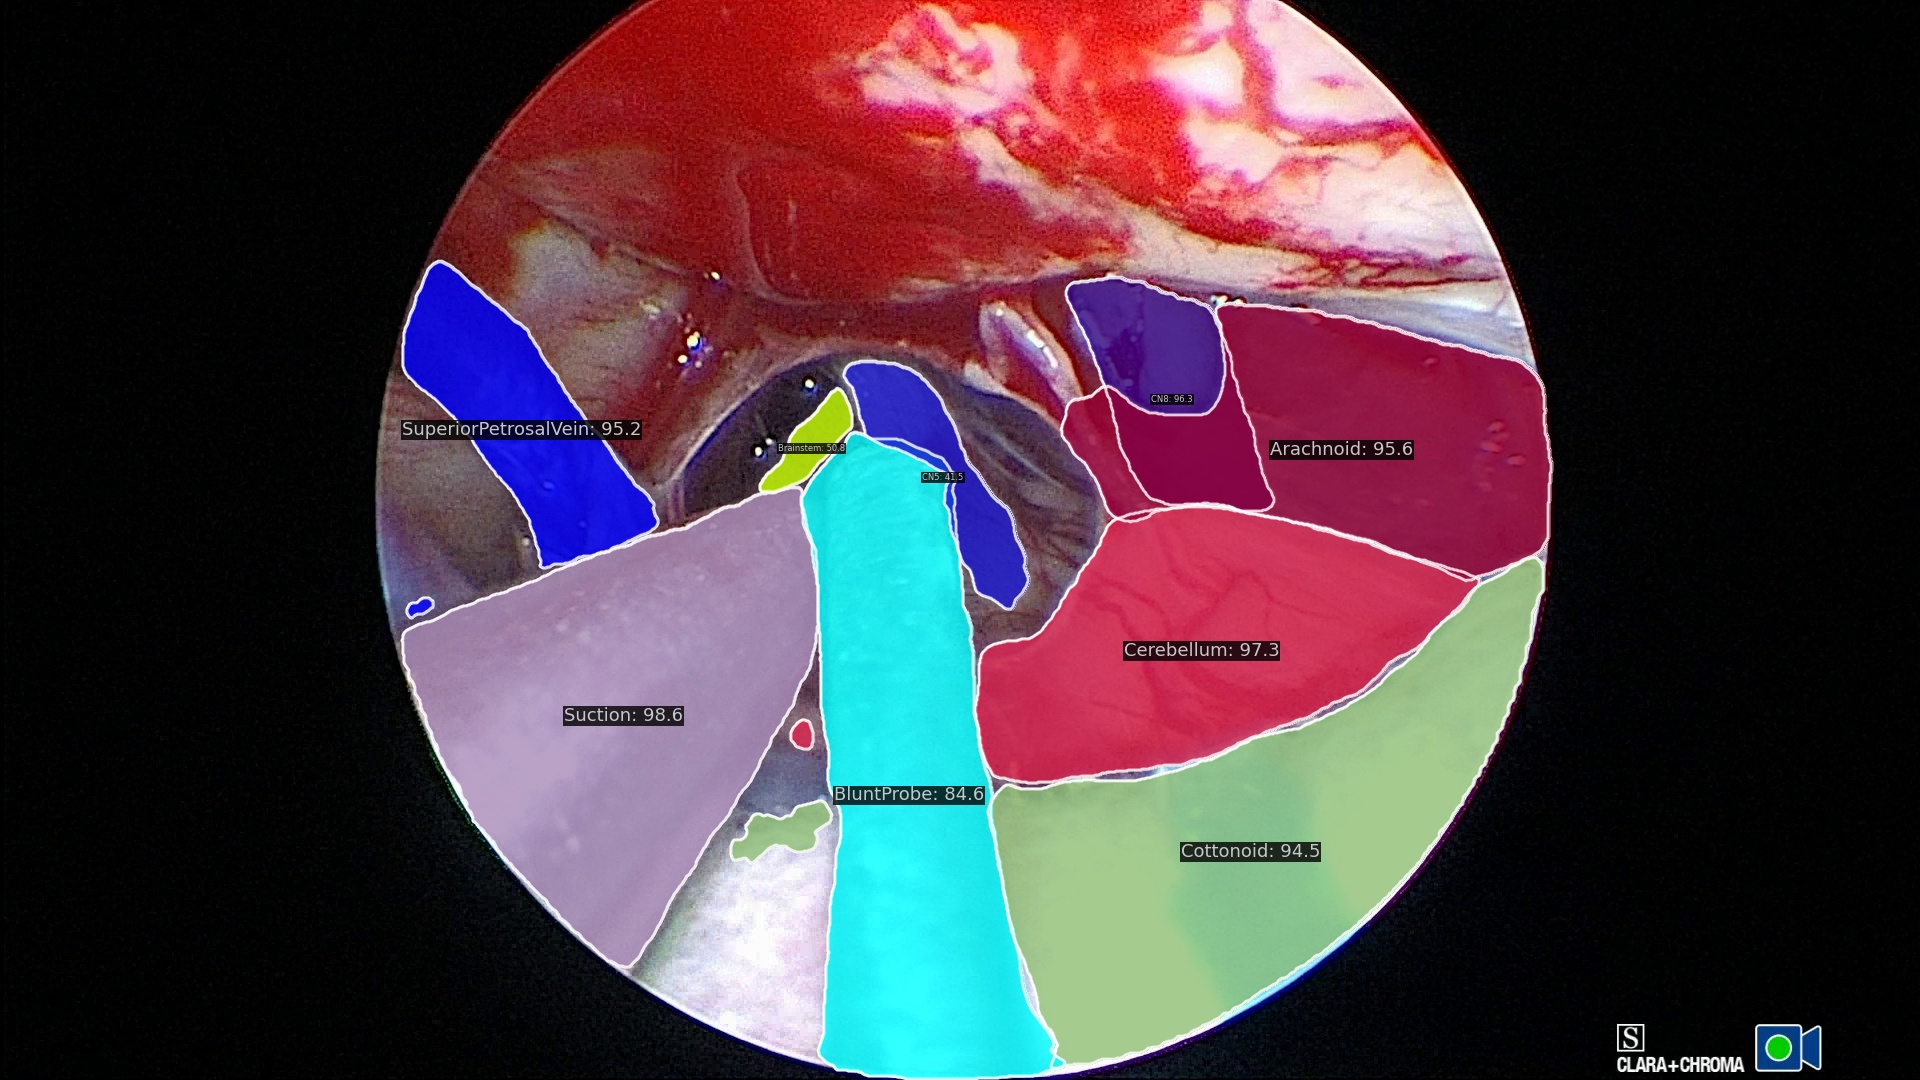 CN8: 96.3
SuperiorPetrosalVein: 95.2
Brainstem: 50.8
Arachnoid: 95.6
CN5: 41.5
Cerebellum: 97.3
Suction: 98.6
BluntProbe: 84.6
Cottonoid: 94.5
S
CLARA+CHROMA